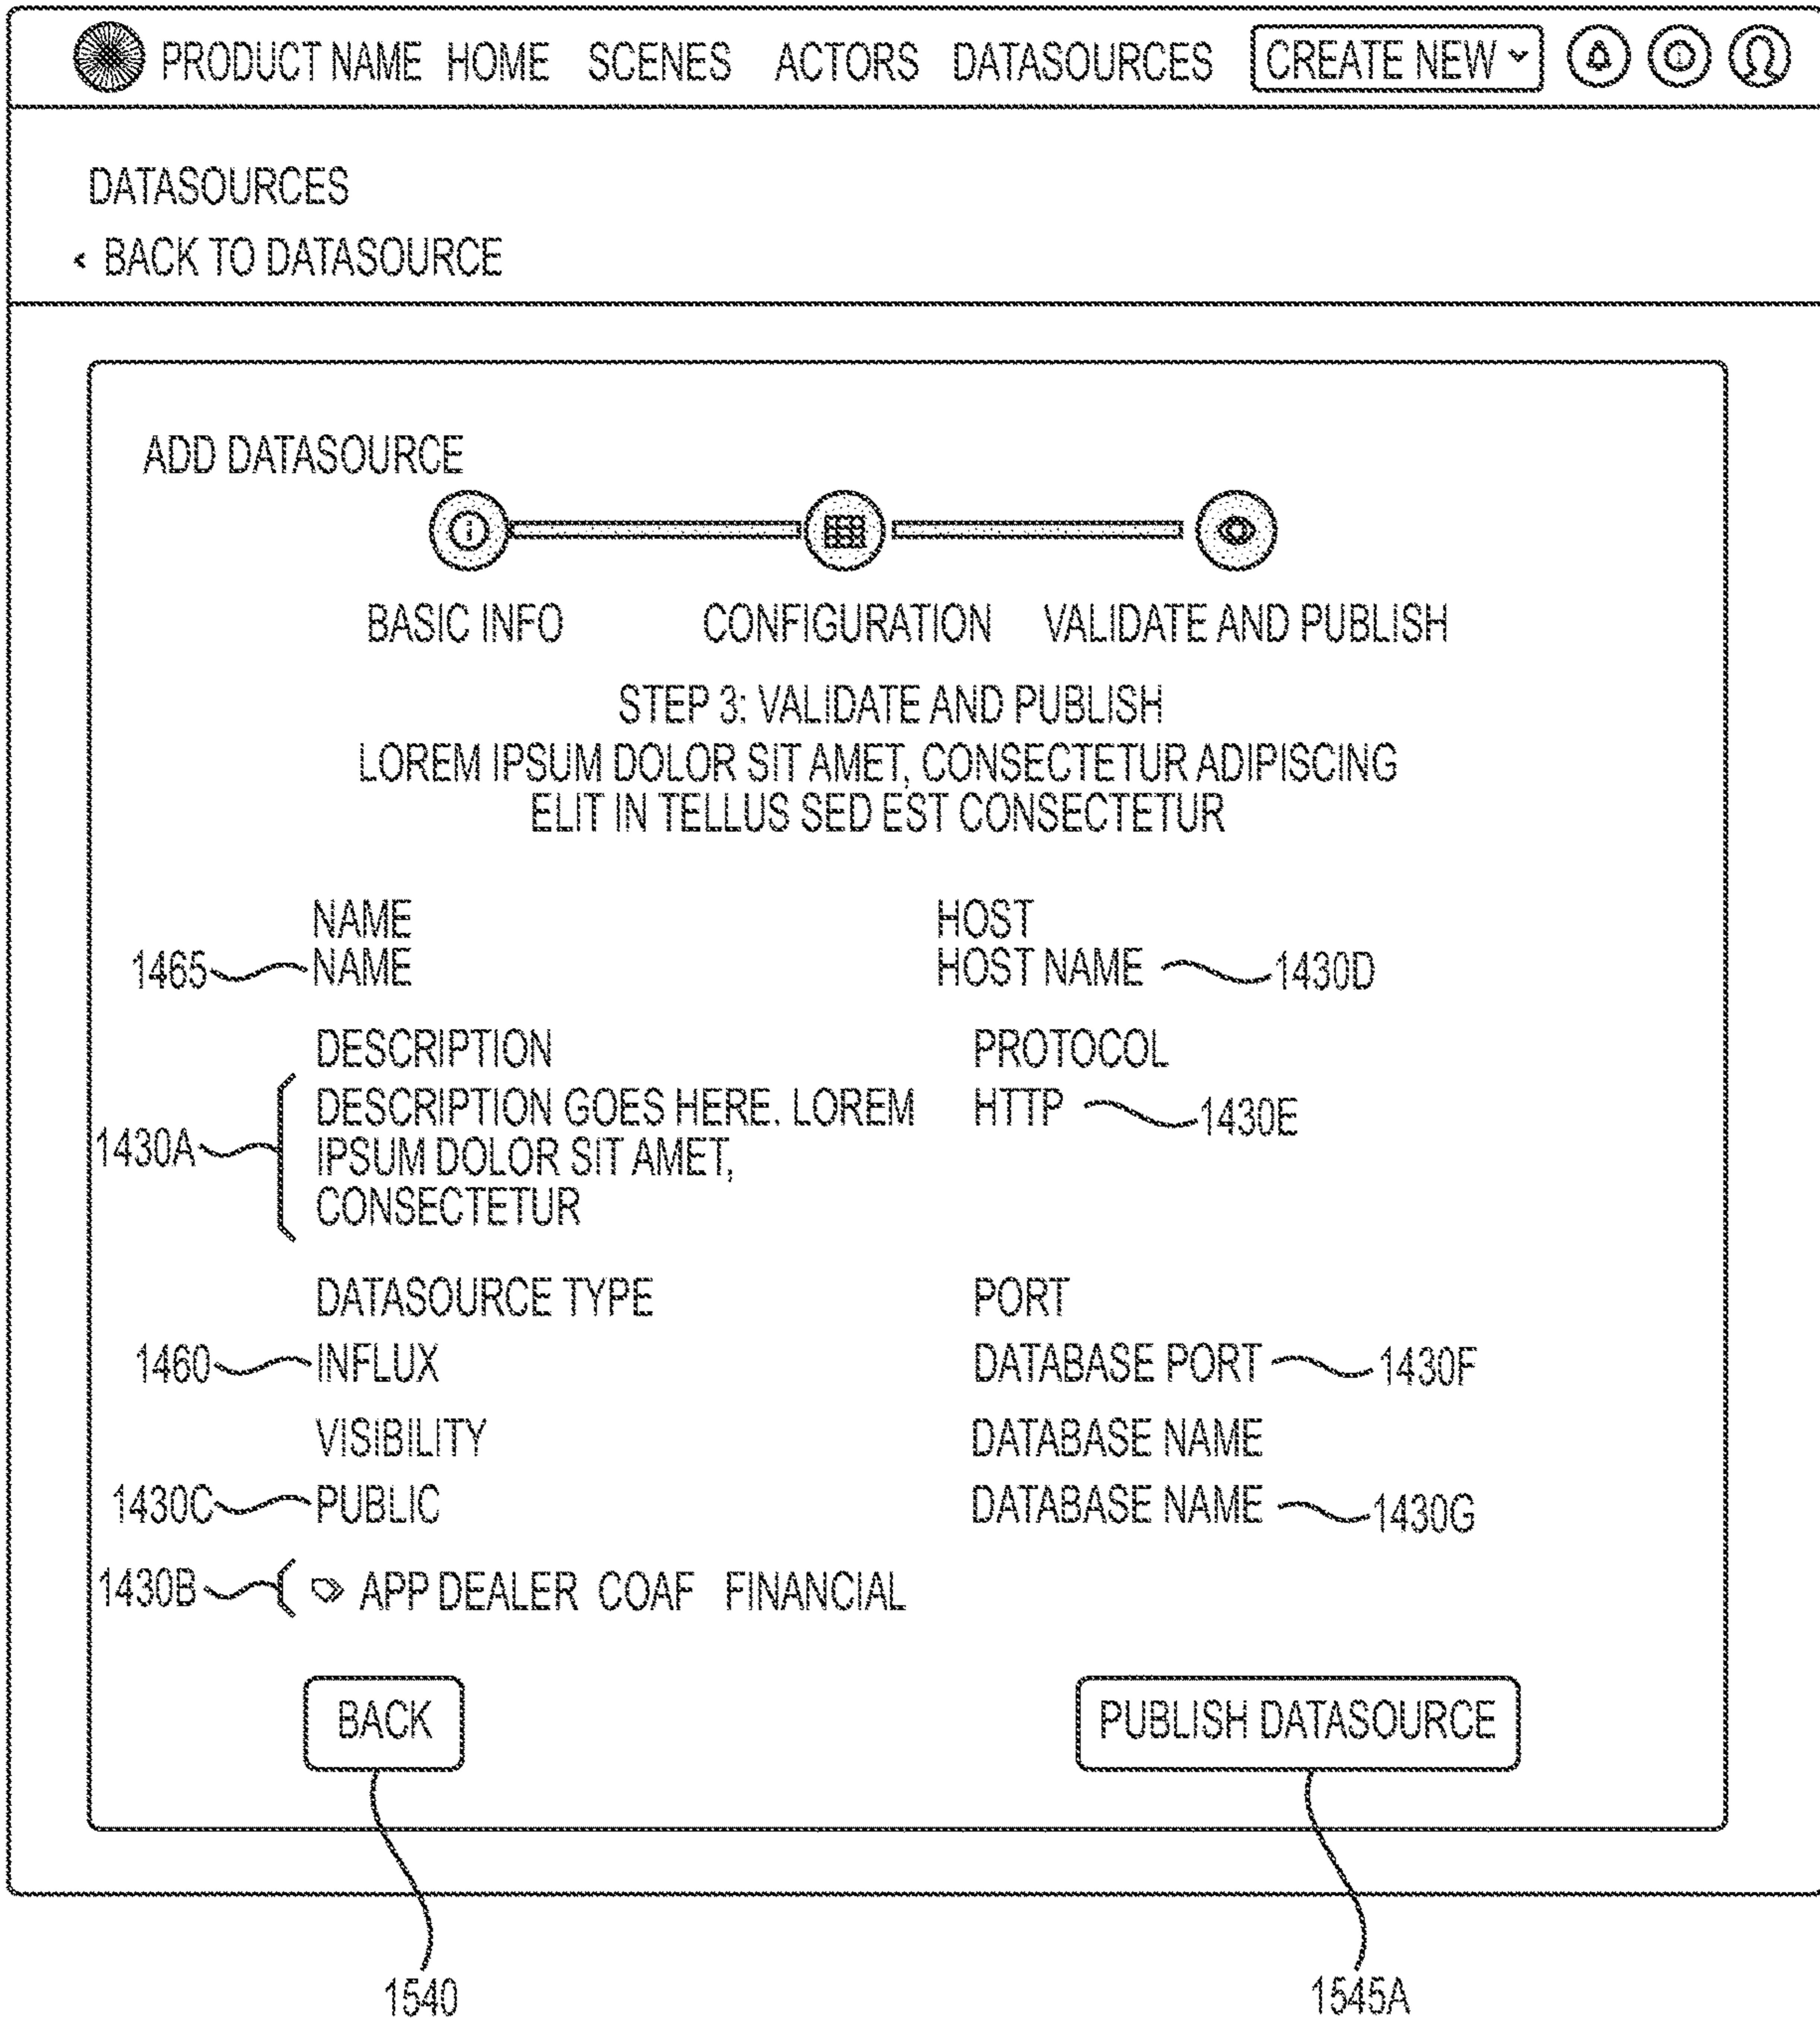 PRODUCT NAME HOME SCENES ACTORS DATASOURCES CREATE NEW
DATASOURCES
< BACK TO DATASOURCE
ADD DATASOURCE
BASIC INFO CONFIGURATION VALIDATE AND PUBLISH
STEP 3: VALIDATE AND PUBLISH
LOREM IPSUM DOLOR SIT AMET, CONSECTETUR ADIPISCING
ELIT IN TELLUS SED EST CONSECTETUR
NAME HOST
1465 NAME HOST NAME 1430D
DESCRIPTION PROTOCOL
DESCRIPTION GOES HERE. LOREM HTTP 1430E
1430A IPSUM DOLOR SIT AMET,
CONSECTETUR
DATASOURCE TYPE PORT
1460 INFLUX DATABASE PORT 1430F
VISIBILITY DATABASE NAME
1430C PUBLIC DATABASE NAME 1430G
1430B APP DEALER COAF FINANCIAL
BACK PUBLISH DATASOURCE
1540 1545A